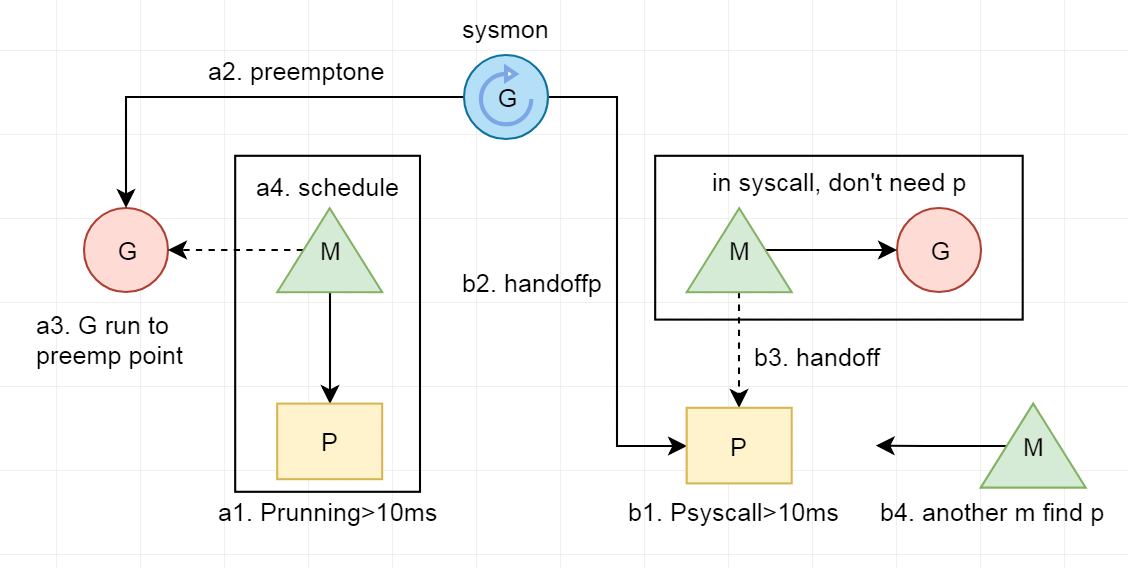 sysmon
a2. preemptone
G
a4. schedule
in syscall, don't need p
G
M
M
G
b2. handoffp
a3. G run to
preemp point
b3. handoff
P
P
M
a1. Prunning>10ms
b1. Psyscall>10ms
b4. another m find p